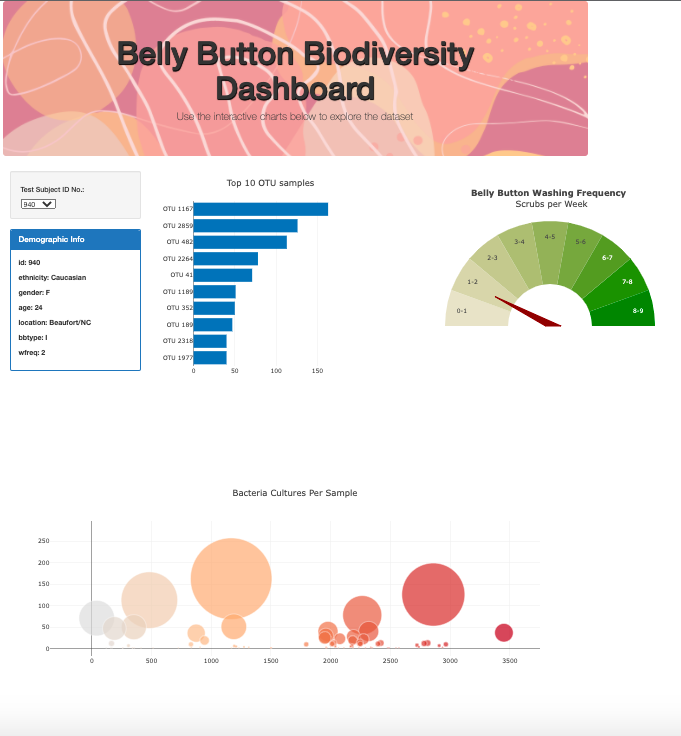 Belly Button Biodiversity
Dashboard
Use the interactive charts below to explore the dataset
Test Subject ID No.:
940
Demographic Info
id: 940
ethnicity: Caucasian
gender: F
age: 24
location: Beaufort/NC
bbtype: I
wfreq: 2
Top 10 OTU samples
OTU 1167
OTU 2859
OTU 482
OTU 2264
OTU 41
OTU 1189
OTU 352
OTU 189
OTU 2318
OTU 1977
0 50 100 150
Belly Button Washing Frequency
Scrubs per Week
0-1
1-2
2-3
3-4
4-5
5-6
6-7
7-8
8-9
Bacteria Cultures Per Sample
250
200
150
100
50
0
0 500 1000 1500 2000 2500 3000 3500